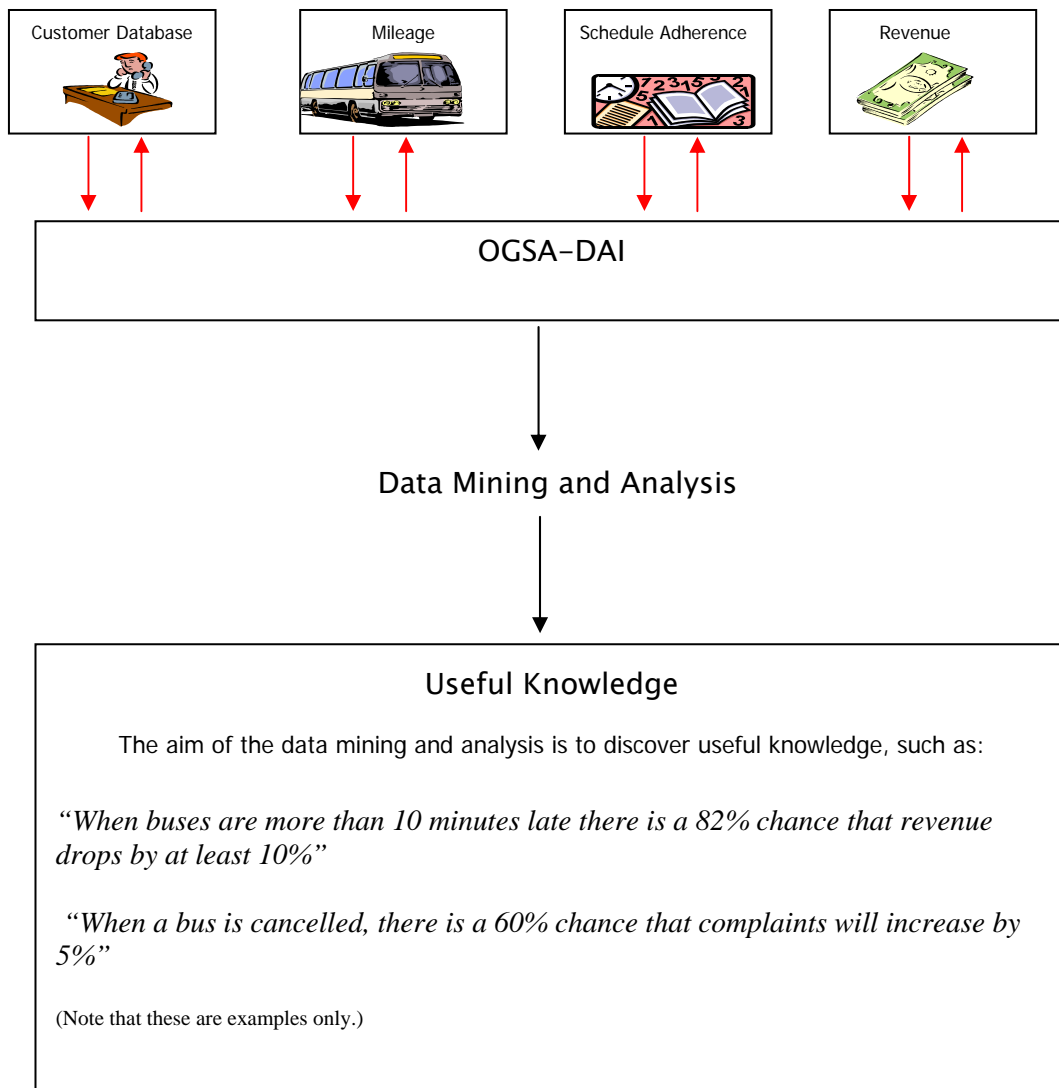 Customer Database
Mileage
Schedule Adherence
Revenue
OGSA-DAI
Data Mining and Analysis
Useful Knowledge
The aim of the data mining and analysis is to discover useful knowledge, such as:
“When buses are more than 10 minutes late there is a 82% chance that revenue
drops by at least 10%”
“When a bus is cancelled, there is a 60% chance that complaints will increase by
5%”
(Note that these are examples only.)